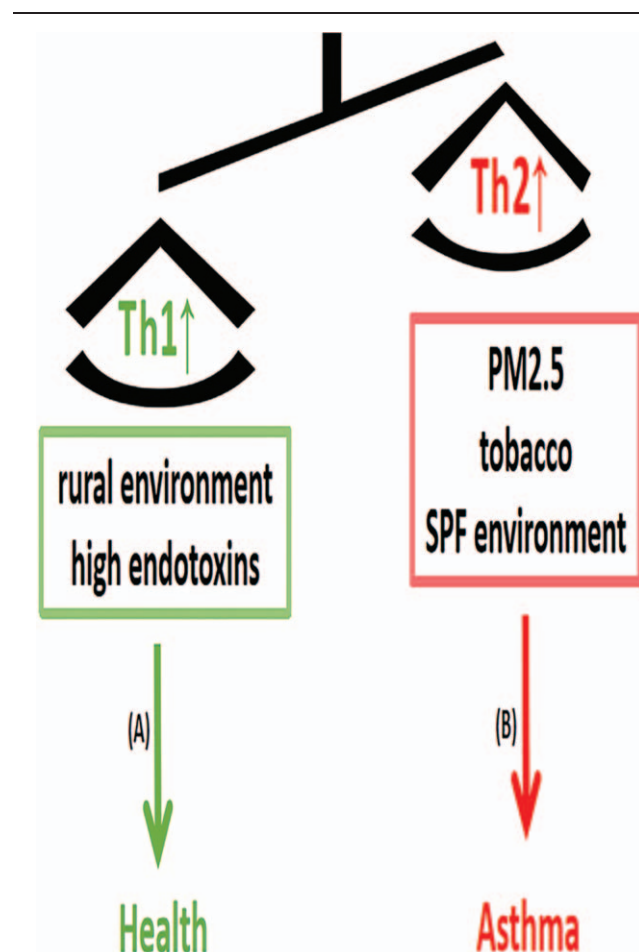 Th2↑
Th1↑
PM2.5
tobacco
SPF environment
rural environment
high endotoxins
(A)
(B)
Health
Asthma